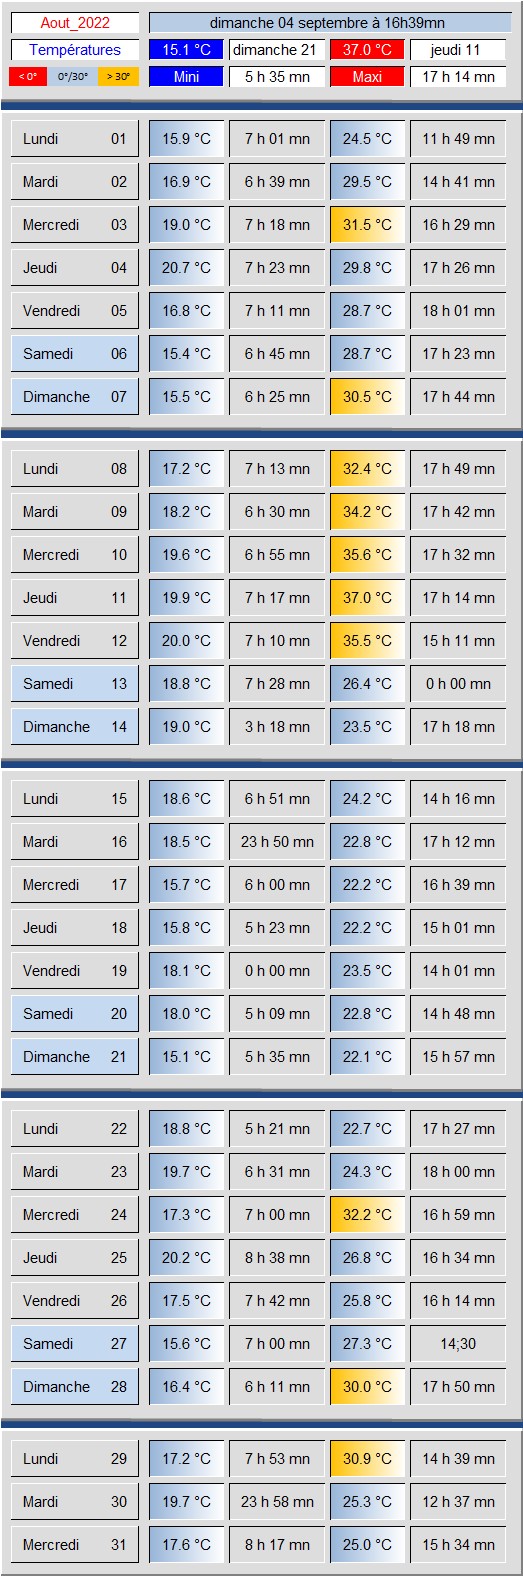 Aout_2022 dimanche 04 septembre à 16h39mn
Températures 15.1 °C dimanche 21 37.0 °C jeudi 11
< 0° 0°/30° > 30° Mini 5 h 35 mn Maxi 17 h 14 mn
Lundi 01 15.9 °C 7 h 01 mn 24.5 °C 11 h 49 mn
Mardi 02 16.9 °C 6 h 39 mn 29.5 °C 14 h 41 mn
Mercredi 03 19.0 °C 7 h 18 mn 31.5 °C 16 h 29 mn
Jeudi 04 20.7 °C 7 h 23 mn 29.8 °C 17 h 26 mn
Vendredi 05 16.8 °C 7 h 11 mn 28.7 °C 18 h 01 mn
Samedi 06 15.4 °C 6 h 45 mn 28.7 °C 17 h 23 mn
Dimanche 07 15.5 °C 6 h 25 mn 30.5 °C 17 h 44 mn
Lundi 08 17.2 °C 7 h 13 mn 32.4 °C 17 h 49 mn
Mardi 09 18.2 °C 6 h 30 mn 34.2 °C 17 h 42 mn
Mercredi 10 19.6 °C 6 h 55 mn 35.6 °C 17 h 32 mn
Jeudi 11 19.9 °C 7 h 17 mn 37.0 °C 17 h 14 mn
Vendredi 12 20.0 °C 7 h 10 mn 35.5 °C 15 h 11 mn
Samedi 13 18.8 °C 7 h 28 mn 26.4 °C 0 h 00 mn
Dimanche 14 19.0 °C 3 h 18 mn 23.5 °C 17 h 18 mn
Lundi 15 18.6 °C 6 h 51 mn 24.2 °C 14 h 16 mn
Mardi 16 18.5 °C 23 h 50 mn 22.8 °C 17 h 12 mn
Mercredi 17 15.7 °C 6 h 00 mn 22.2 °C 16 h 39 mn
Jeudi 18 15.8 °C 5 h 23 mn 22.2 °C 15 h 01 mn
Vendredi 19 18.1 °C 0 h 00 mn 23.5 °C 14 h 01 mn
Samedi 20 18.0 °C 5 h 09 mn 22.8 °C 14 h 48 mn
Dimanche 21 15.1 °C 5 h 35 mn 22.1 °C 15 h 57 mn
Lundi 22 18.8 °C 5 h 21 mn 22.7 °C 17 h 27 mn
Mardi 23 19.7 °C 6 h 31 mn 24.3 °C 18 h 00 mn
Mercredi 24 17.3 °C 7 h 00 mn 32.2 °C 16 h 59 mn
Jeudi 25 20.2 °C 8 h 38 mn 26.8 °C 16 h 34 mn
Vendredi 26 17.5 °C 7 h 42 mn 25.8 °C 16 h 14 mn
Samedi 27 15.6 °C 7 h 00 mn 27.3 °C 14;30
Dimanche 28 16.4 °C 6 h 11 mn 30.0 °C 17 h 50 mn
Lundi 29 17.2 °C 7 h 53 mn 30.9 °C 14 h 39 mn
Mardi 30 19.7 °C 23 h 58 mn 25.3 °C 12 h 37 mn
Mercredi 31 17.6 °C 8 h 17 mn 25.0 °C 15 h 34 mn